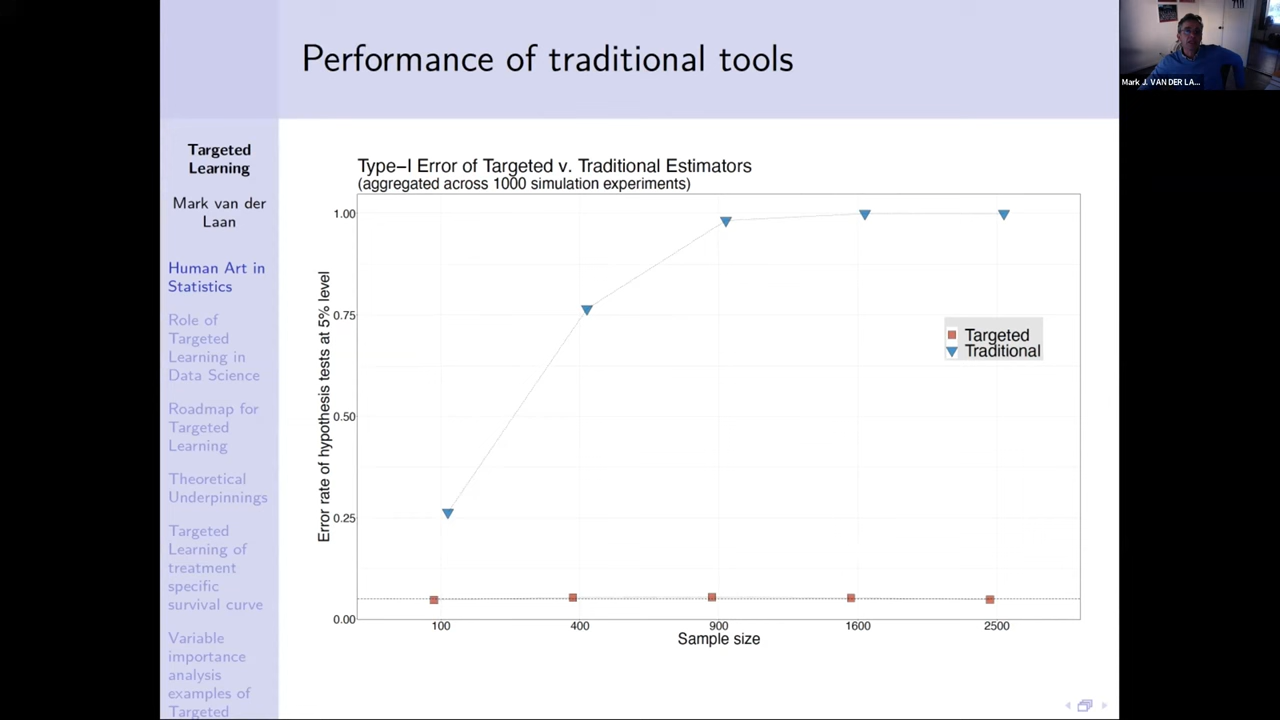 Performance of traditional tools
Mark J. VAN DER LA...
Targeted
Learning
Mark van der
Laan
Human Art in
Statistics
Role of
Targeted
Learning in
Data Science
Roadmap for
Targeted
Learning
Theoretical
Underpinnings
Targeted
Learning of
treatment
specific
survival curve
Variable
importance
analysis
examples of
Targeted
Type–I Error of Targeted v. Traditional Estimators
(aggregated across 1000 simulation experiments)
Error rate of hypothesis tests at 5% level
1.00
0.75
0.50
0.25
0.00
Targeted
Traditional
100 400 900 1600 2500
Sample size